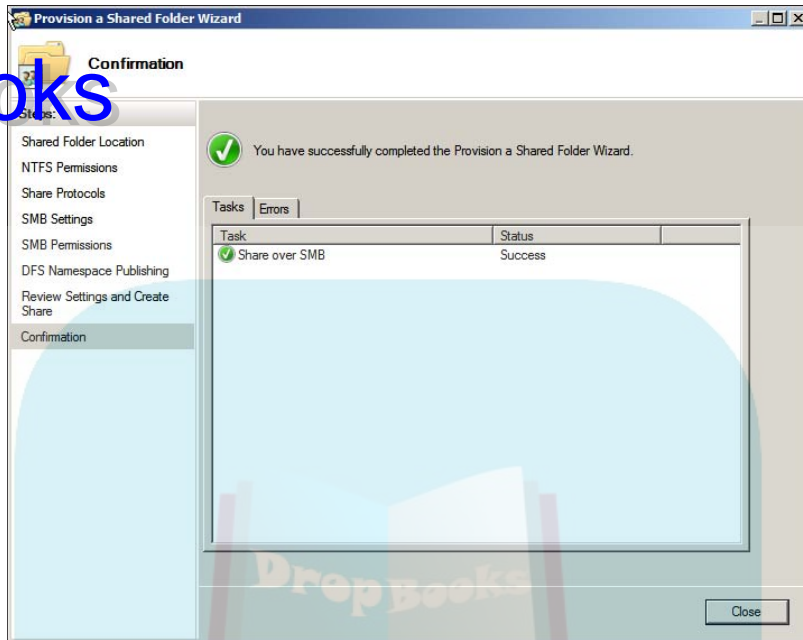 Provision a Shared Folder Wizard
Confirmation
oks
Steps:
Shared Folder Location
NTFS Permissions
Share Protocols
SMB Settings
SMB Permissions
DFS Namespace Publishing
Review Settings and Create
Share
Confirmation
You have successfully completed the Provision a Shared Folder Wizard.
Tasks Errors
Task Status
Share over SMB Success
DropBooks
Close